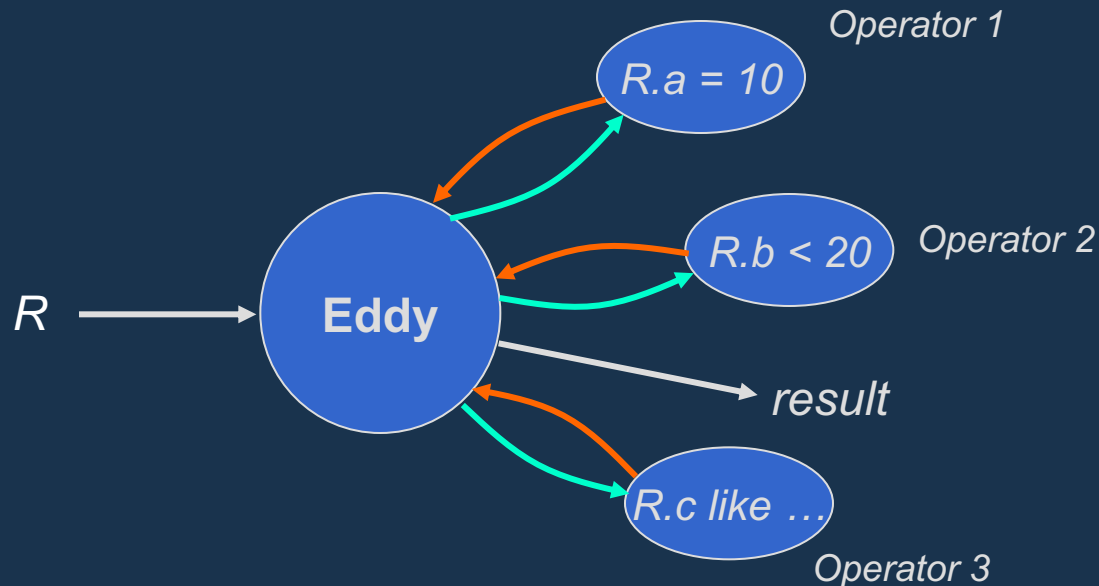 Operator 1
R.a = 10
R.b < 20
Operator 2
R
Eddy
result
R.c like …
Operator 3